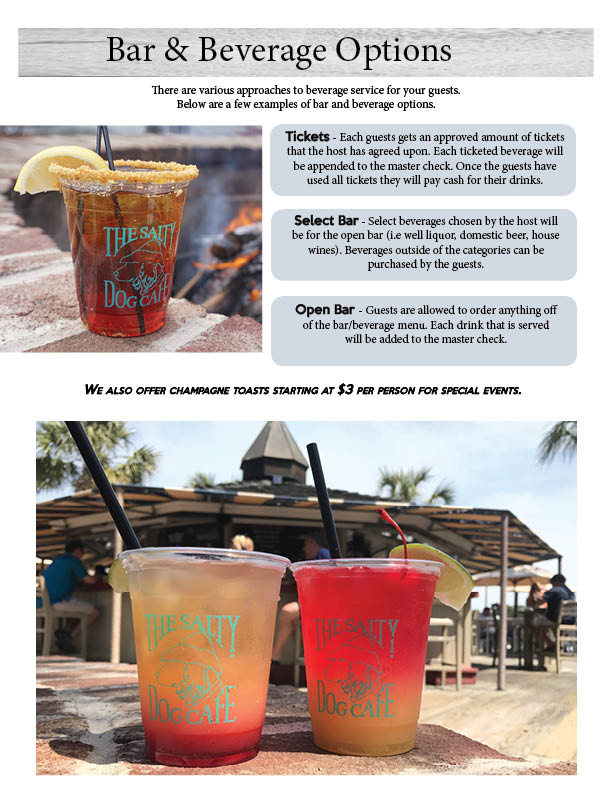 Bar & Beverage Options
There are various approaches to beverage service for your guests.
Below are a few examples of bar and beverage options.
Tickets - Each guests gets an approved amount of tickets
that the host has agreed upon. Each ticketed beverage will
be appended to the master check. Once the guests have
used all tickets they will pay cash for their drinks.
Select Bar - Select beverages chosen by the host will
be for the open bar (i.e well liquor, domestic beer, house
wines). Beverages outside of the categories can be
purchased by the guests.
Open Bar - Guests are allowed to order anything off
of the bar/beverage menu. Each drink that is served
will be added to the master check.
We also offer champagne toasts starting at $3 per person for special events.
THE SALTY
DOG CAFE
THE SALTY
DOG CAFE
THE SALTY
DOG CAFE